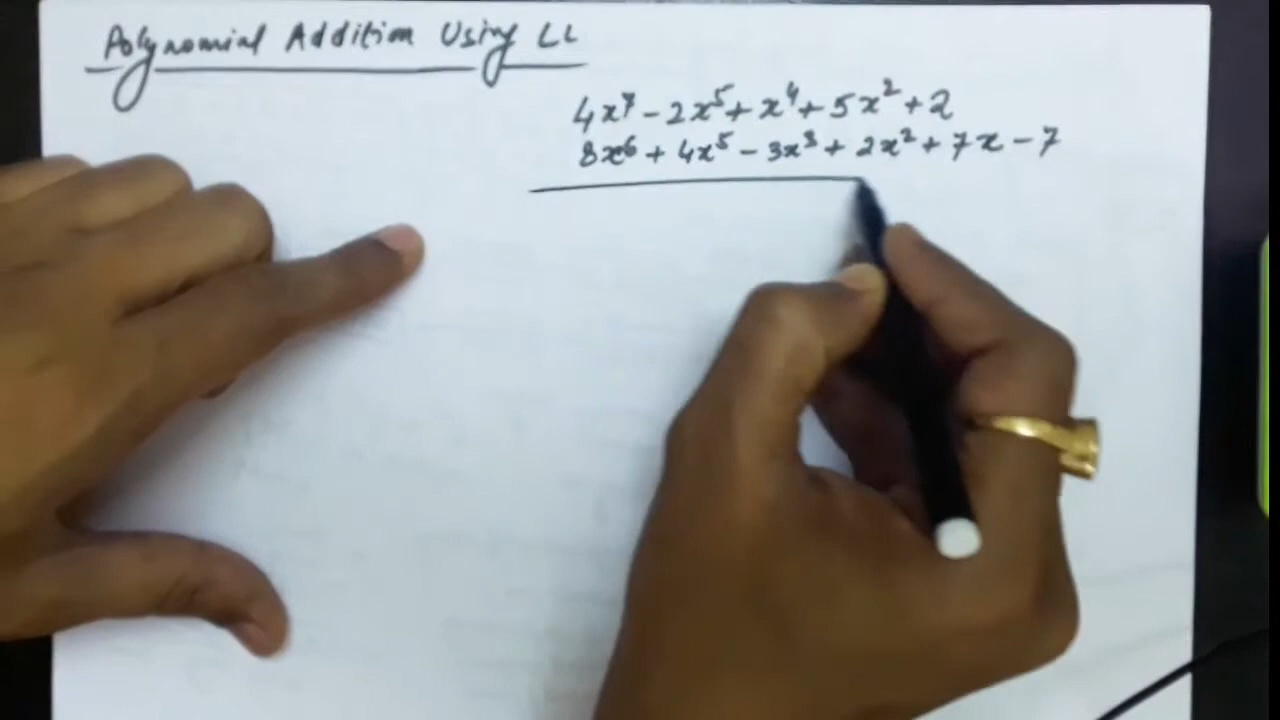 Polynomial Addition Using LL
4x⁷ - 2x⁵ + x⁴ + 5x² + 2
8x⁶ + 4x⁵ - 3x³ + 2x² + 7x - 7